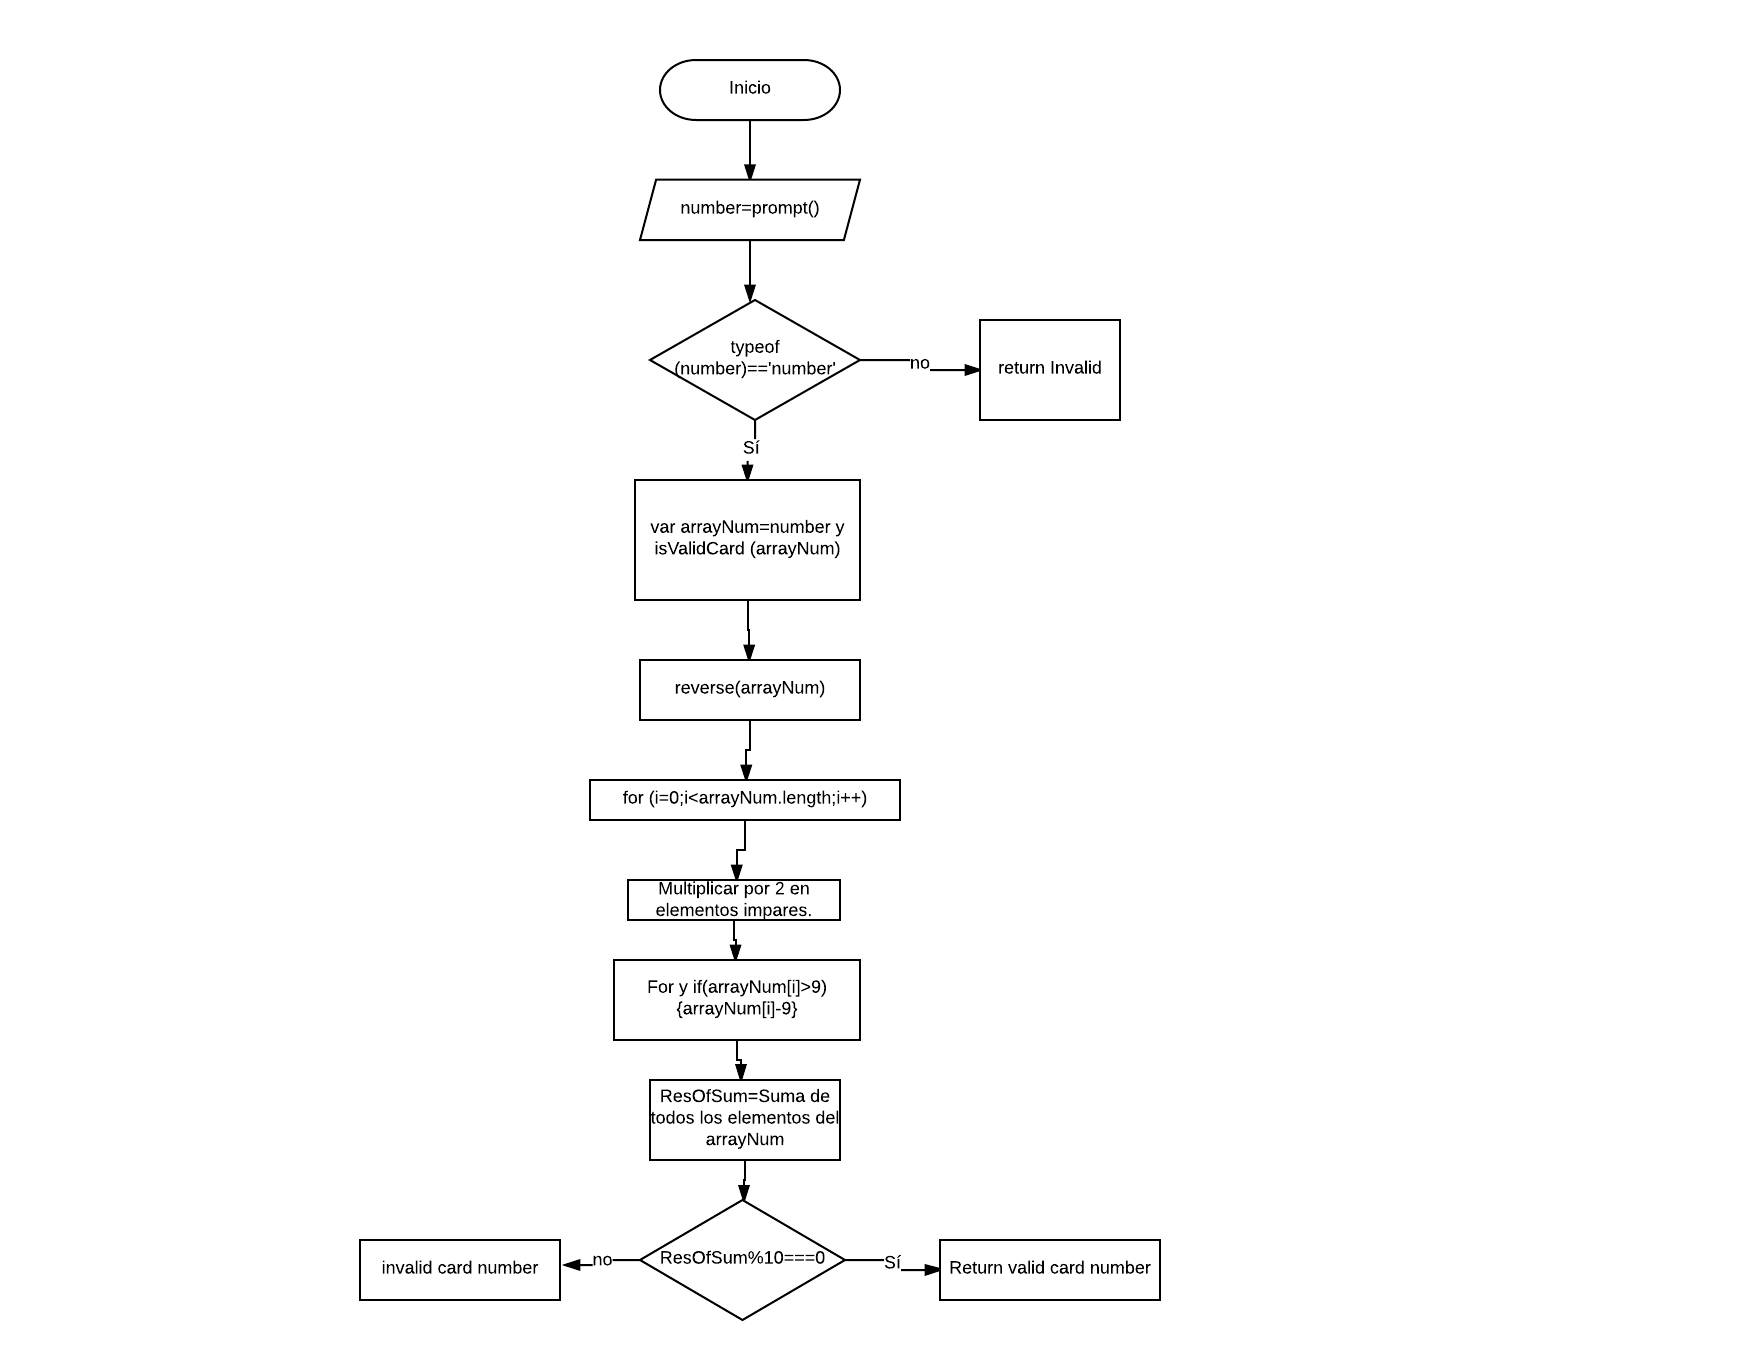 Inicio
number=prompt()
typeof
(number)=='number'
no
return Invalid
Sí
var arrayNum=number y
isValidCard (arrayNum)
reverse(arrayNum)
for (i=0;i<arrayNum.length;i++)
Multiplicar por 2 en
elementos impares.
For y if(arrayNum[i]>9)
{arrayNum[i]-9}
ResOfSum=Suma de
todos los elementos del
arrayNum
invalid card number
no
ResOfSum%10===0
Sí
Return valid card number